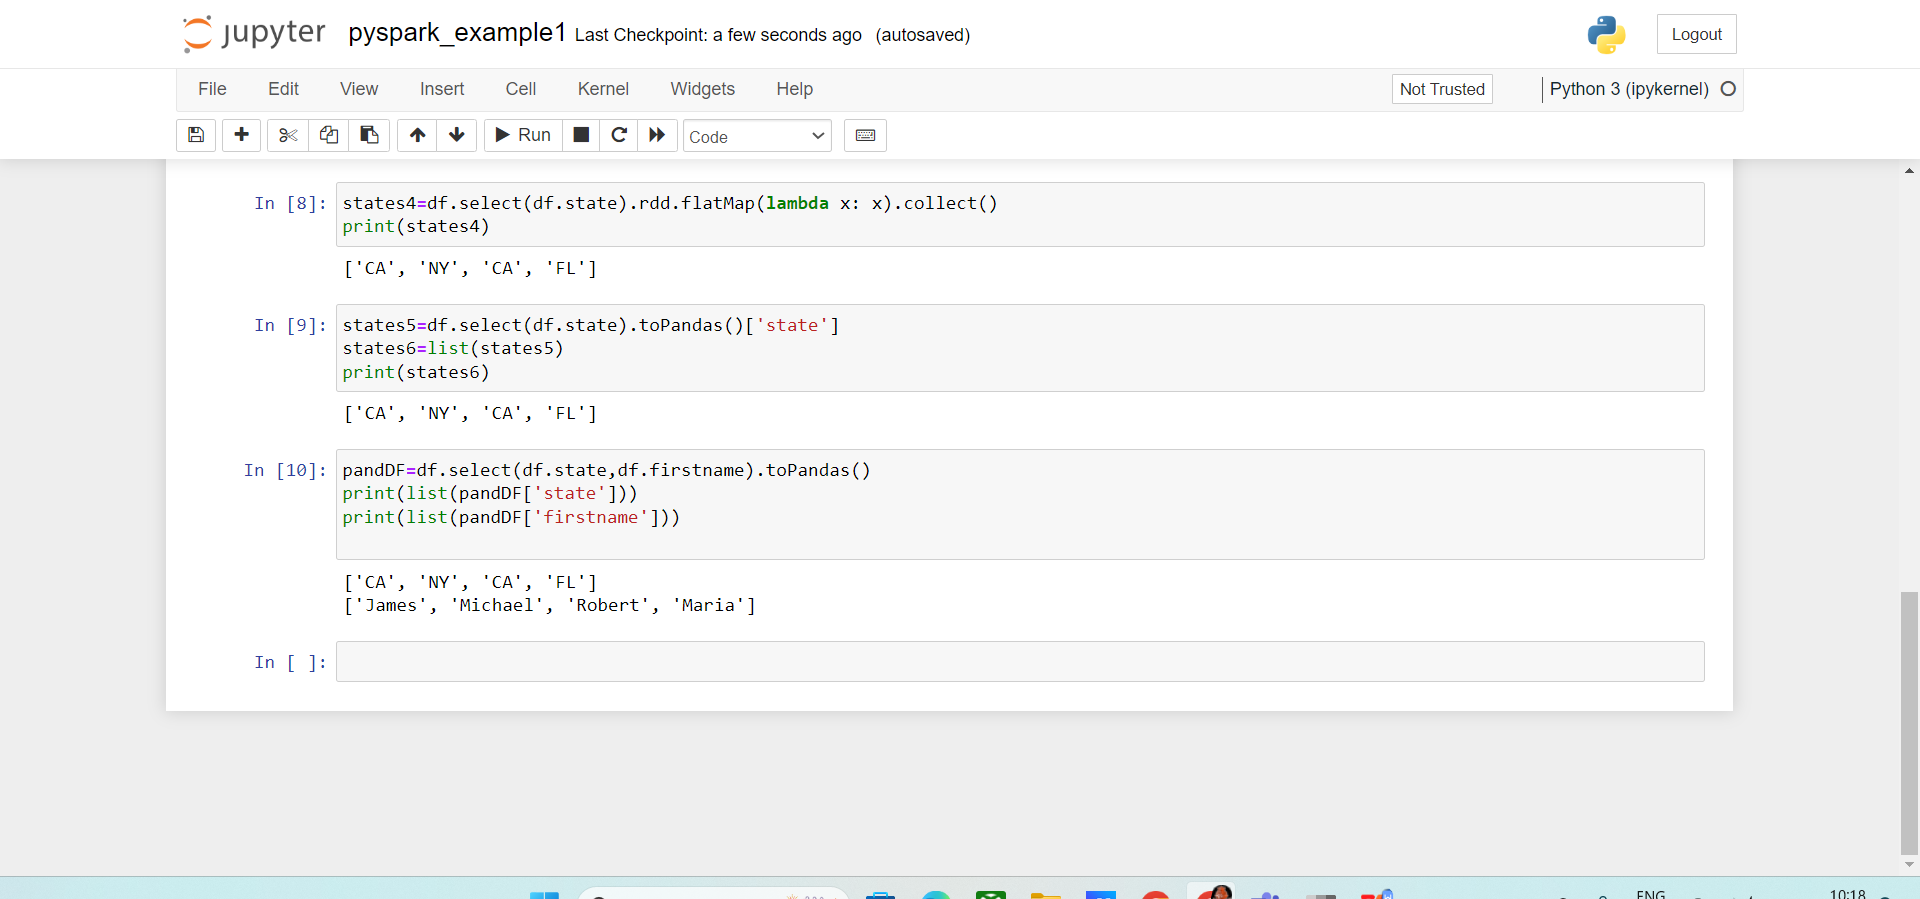 jupyter pyspark_example1 Last Checkpoint: a few seconds ago (autosaved) Logout
File Edit View Insert Cell Kernel Widgets Help Not Trusted Python 3 (ipykernel)
Run Code
In [8]: states4=df.select(df.state).rdd.flatMap(lambda x: x).collect()
print(states4)
['CA', 'NY', 'CA', 'FL']
In [9]: states5=df.select(df.state).toPandas()['state']
states6=list(states5)
print(states6)
['CA', 'NY', 'CA', 'FL']
In [10]: pandDF=df.select(df.state,df.firstname).toPandas()
print(list(pandDF['state']))
print(list(pandDF['firstname']))
['CA', 'NY', 'CA', 'FL']
['James', 'Michael', 'Robert', 'Maria']
In [ ]:
ENG 10:18